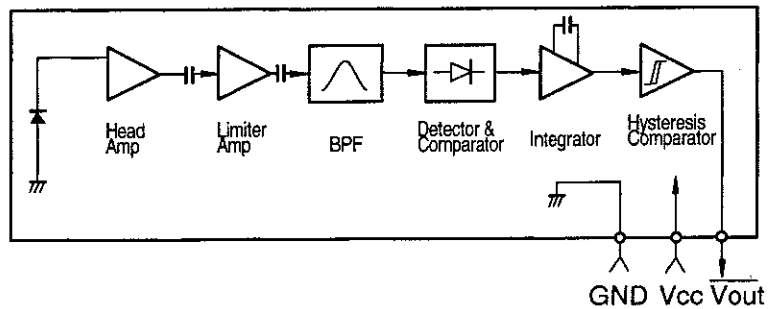 Head
Amp
Limiter
Amp
BPF
Detector &
Comparator
Integrator
Hysteresis
Comparator
GND Vcc Vout